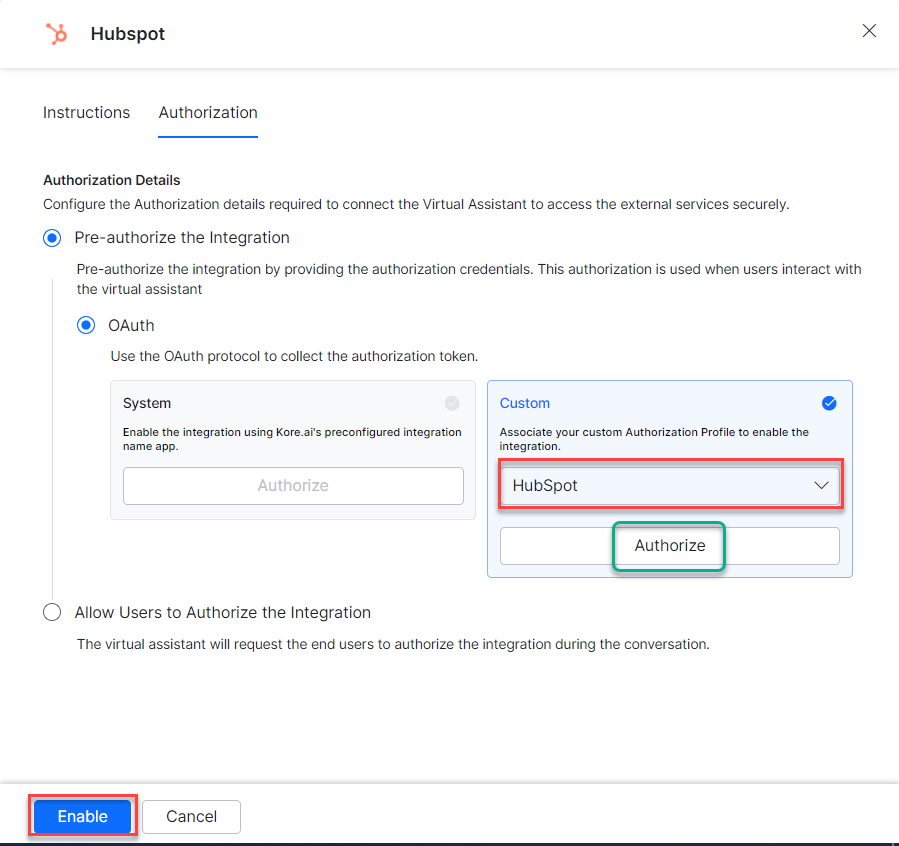 Hubspot
Instructions Authorization
Authorization Details
Configure the Authorization details required to connect the Virtual Assistant to access the external services securely.
Pre-authorize the Integration
Pre-authorize the integration by providing the authorization credentials. This authorization is used when users interact with
the virtual assistant
OAuth
Use the OAuth protocol to collect the authorization token.
System
Enable the integration using Kore.ai's preconfigured integration
name app.
Authorize
Custom
Associate your custom Authorization Profile to enable the
integration.
HubSpot
Authorize
Allow Users to Authorize the Integration
The virtual assistant will request the end users to authorize the integration during the conversation.
Enable Cancel